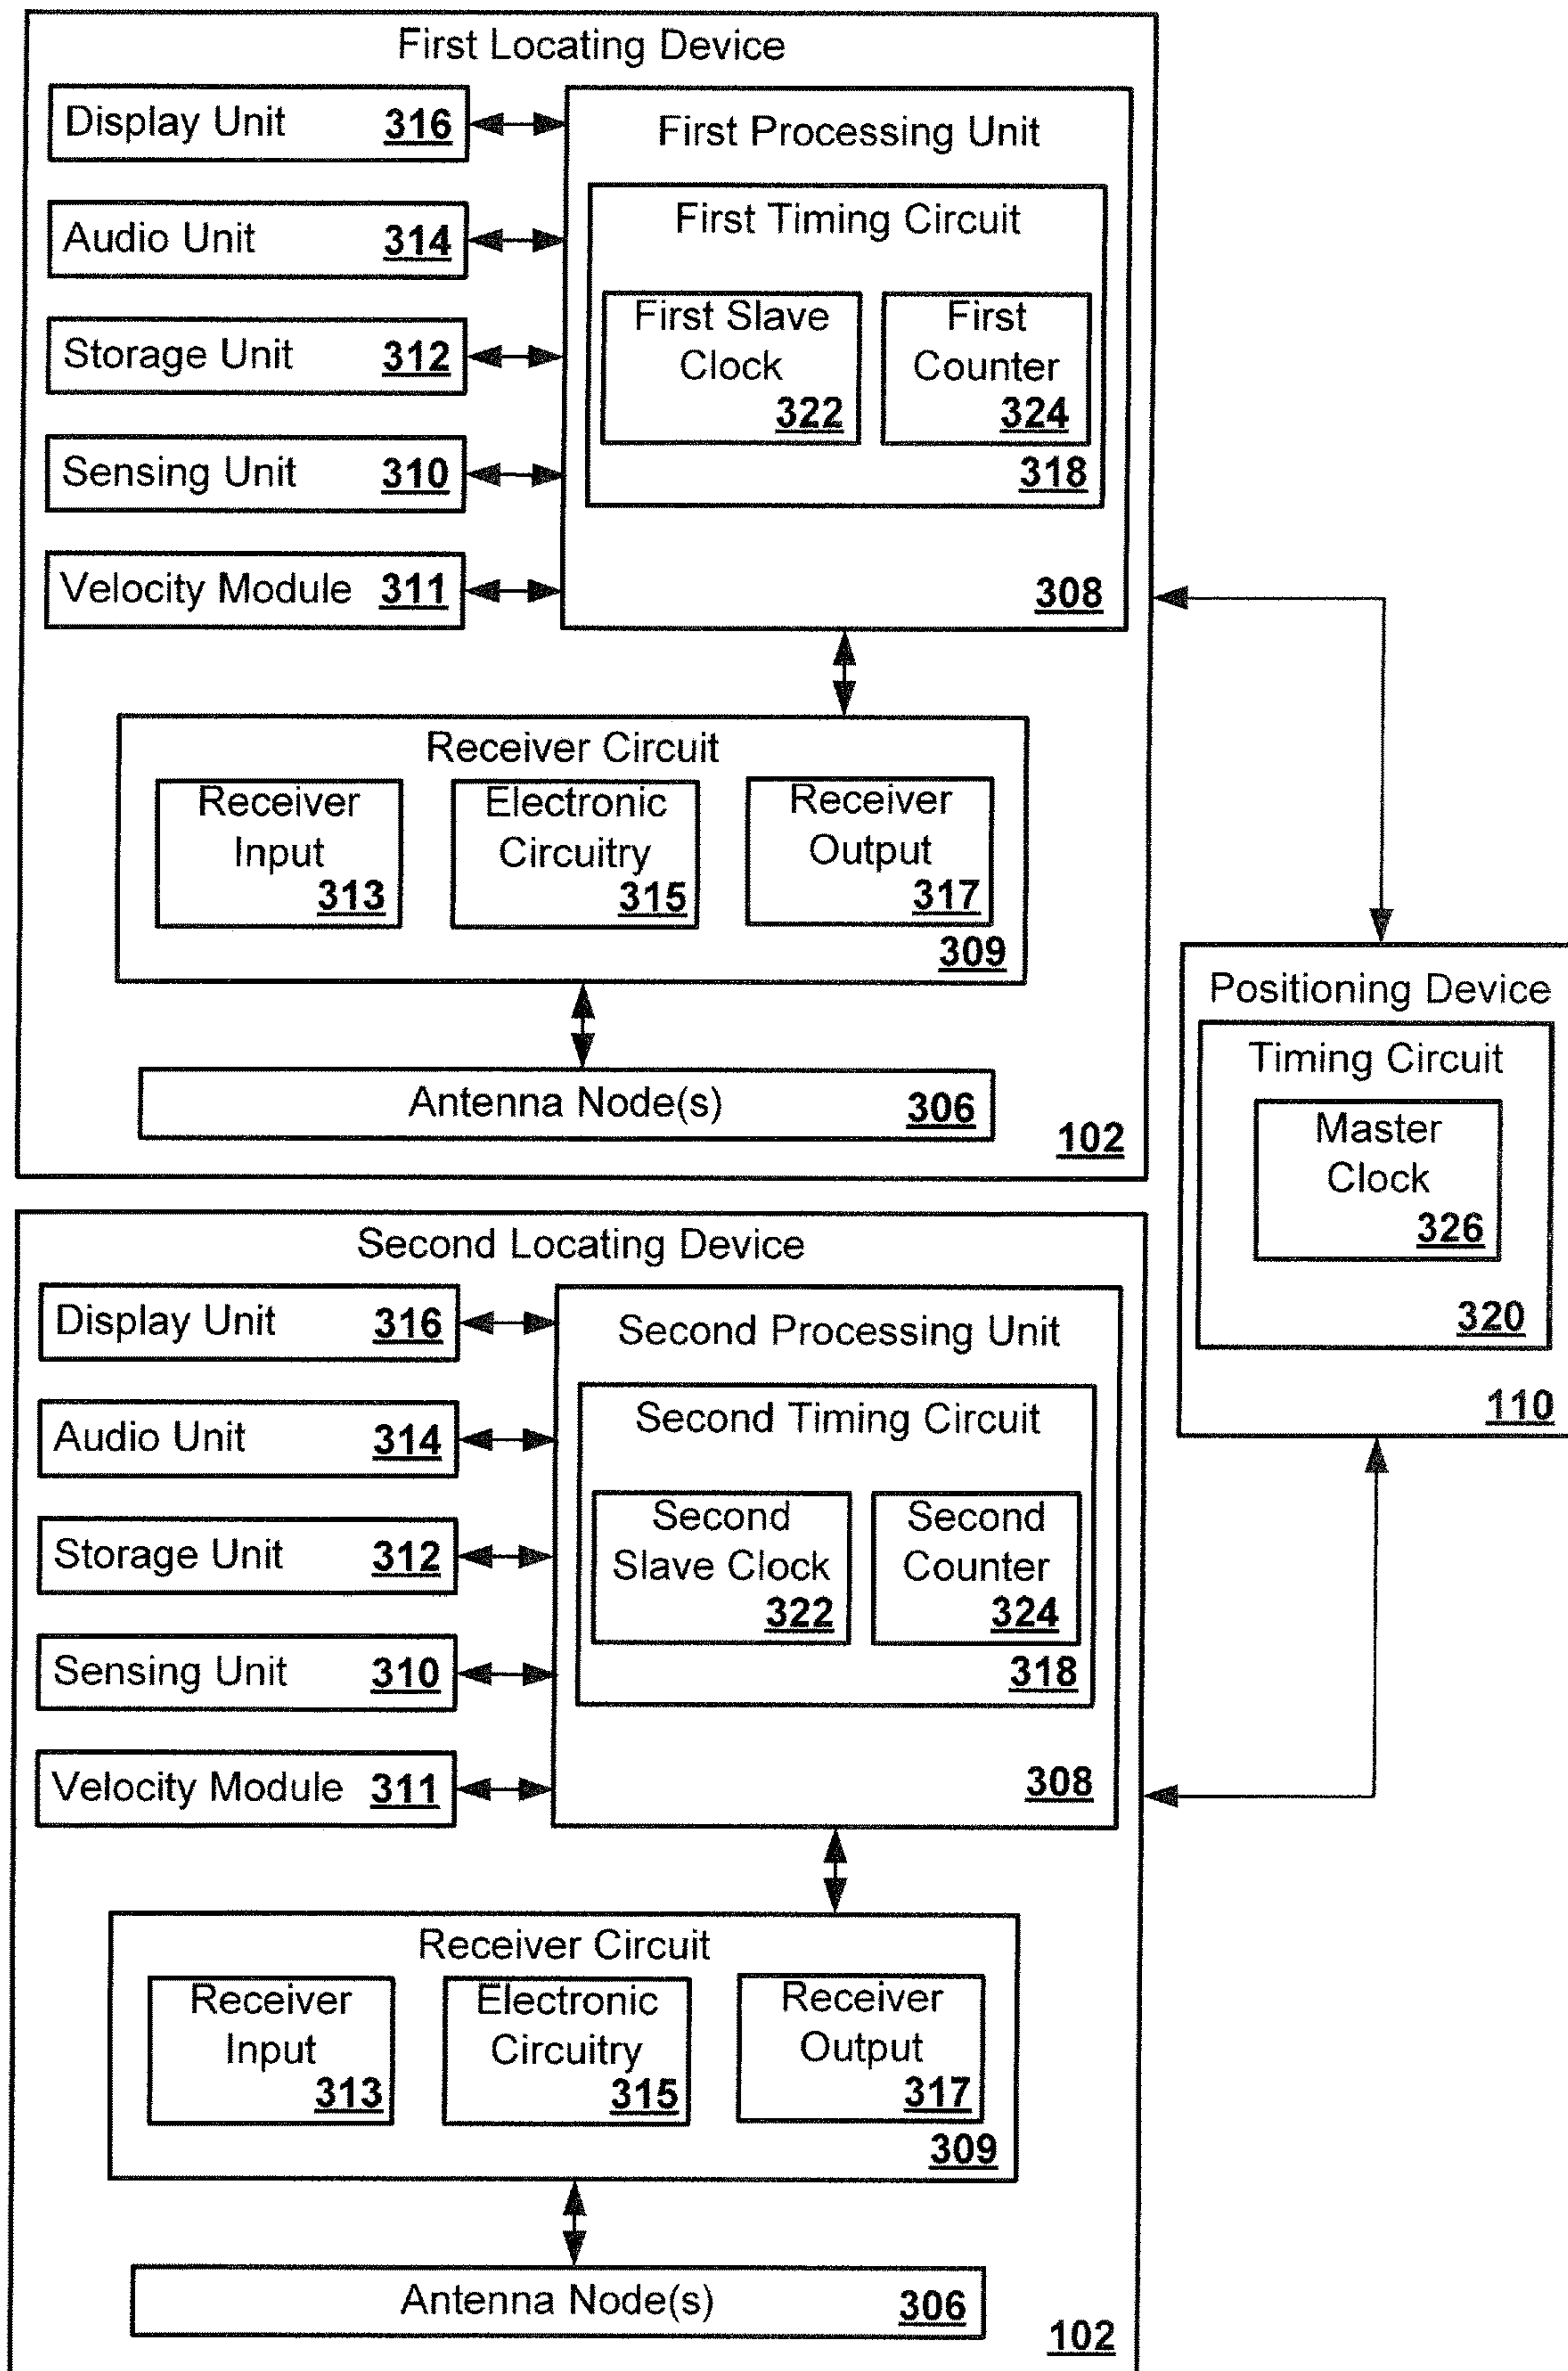 First Locating Device
Display Unit 316
Audio Unit 314
Storage Unit 312
Sensing Unit 310
Velocity Module 311
First Processing Unit
First Timing Circuit
First Slave
Clock
322
First
Counter
324
318
308
Receiver Circuit
Receiver
Input
313
Electronic
Circuitry
315
Receiver
Output
317
309
Antenna Node(s) 306
102
Positioning Device
Timing Circuit
Master
Clock
326
320
110
Second Locating Device
Display Unit 316
Audio Unit 314
Storage Unit 312
Sensing Unit 310
Velocity Module 311
Second Processing Unit
Second Timing Circuit
Second
Slave Clock
322
Second
Counter
324
318
308
Receiver Circuit
Receiver
Input
313
Electronic
Circuitry
315
Receiver
Output
317
309
Antenna Node(s) 306
102